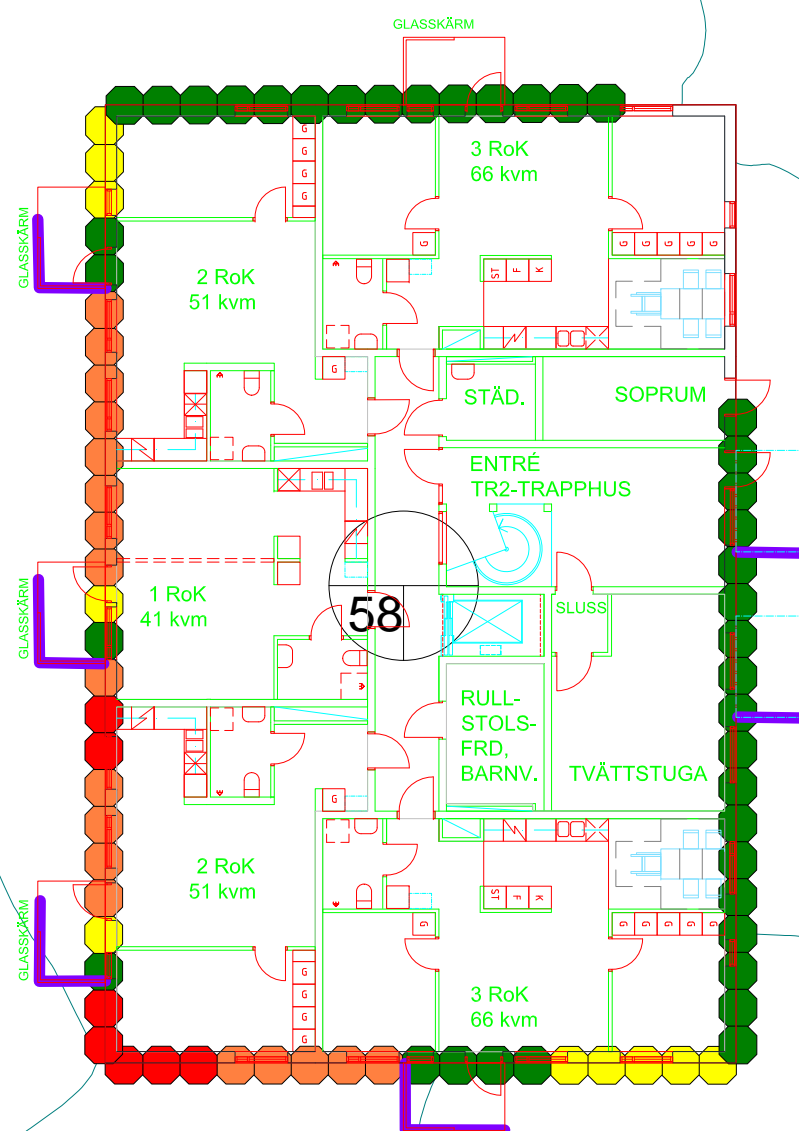 GLASSKÄRM
G
G
G
G
3 RoK
66 kvm
GLASSKÄRM
G
G
G
G
G
G
2 RoK
51 kvm
ST
F
K
G
STÄD.
SOPRUM
ENTRÉ
TR2-TRAPPHUS
GLASSKÄRM
1 RoK
41 kvm
58
SLUSS
RULL-
STOLS-
FRD,
BARNV.
TVÄTTSTUGA
G
2 RoK
51 kvm
ST
F
K
GLASSKÄRM
G
G
G
G
G
G
G
G
G
G
3 RoK
66 kvm